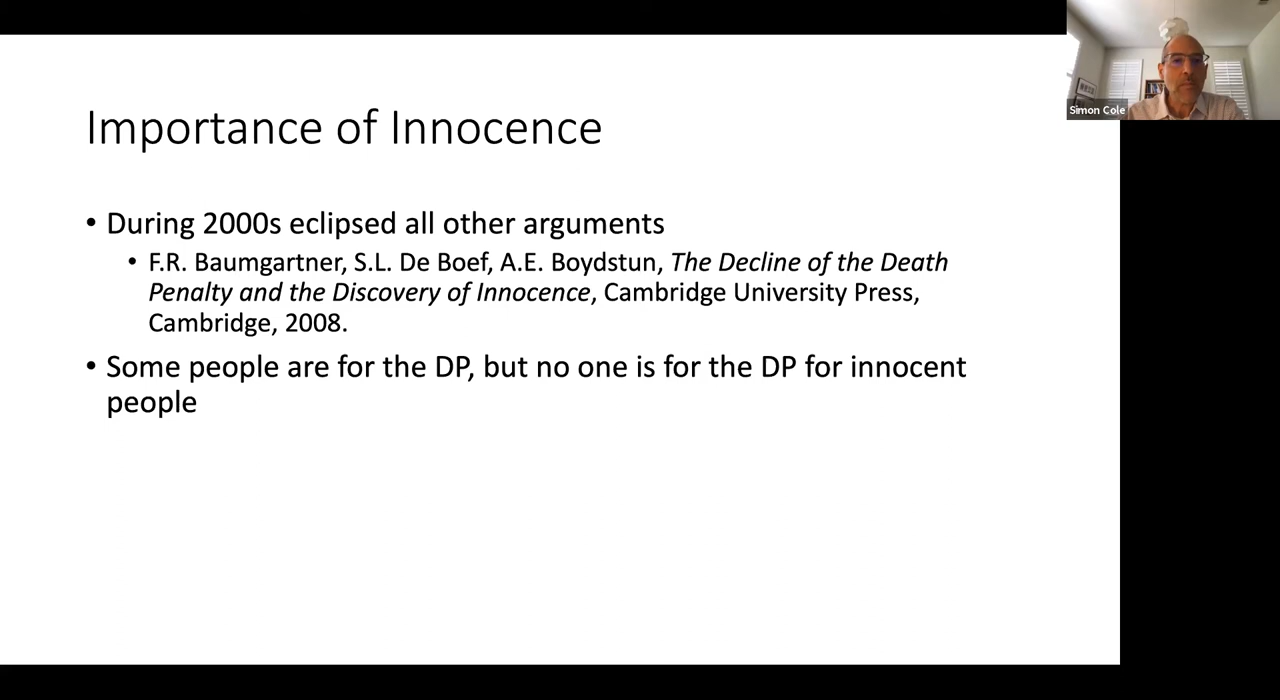 Importance of Innocence
• During 2000s eclipsed all other arguments
• F.R. Baumgartner, S.L. De Boef, A.E. Boydstun, The Decline of the Death
Penalty and the Discovery of Innocence, Cambridge University Press,
Cambridge, 2008.
• Some people are for the DP, but no one is for the DP for innocent
people
Simon Cole